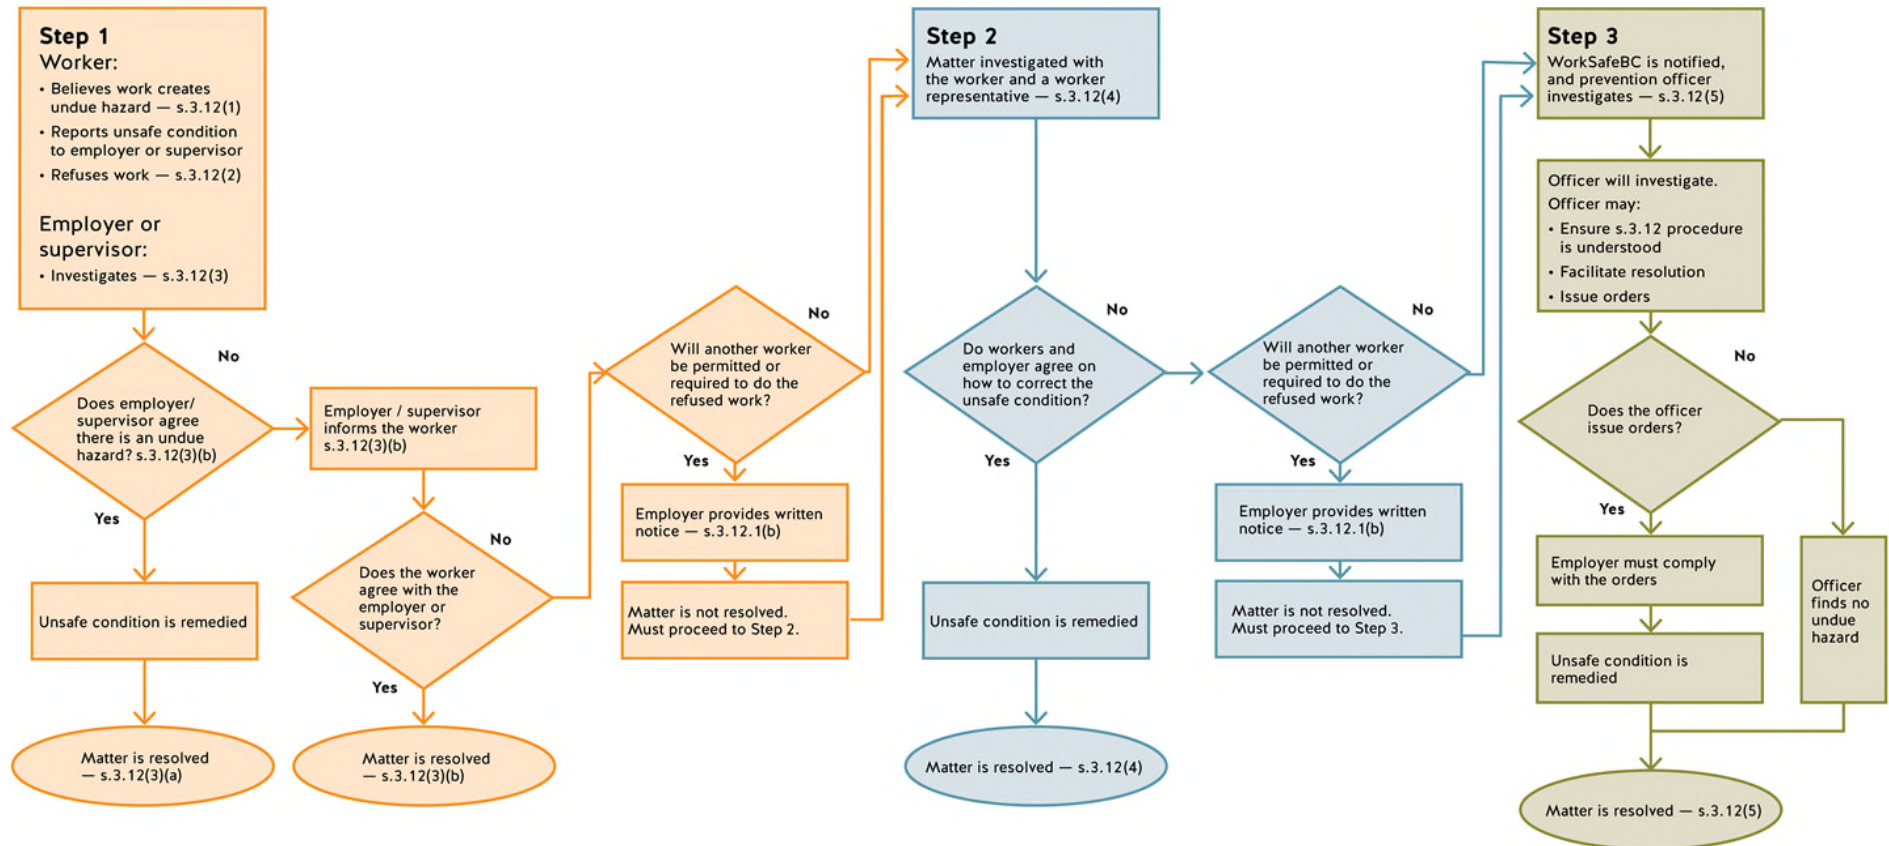 Step 1
Worker:
• Believes work creates
undue hazard — s.3.12(1)
• Reports unsafe condition
to employer or supervisor
• Refuses work — s.3.12(2)
Employer or
supervisor:
• Investigates — s.3.12(3)
No
Does employer/
supervisor agree
there is an undue
hazard? s.3.12(3)(b)
Yes
Unsafe condition is remedied
Matter is resolved
— s.3.12(3)(a)
Employer / supervisor
informs the worker
s.3.12(3)(b)
No
Does the worker
agree with the
employer or
supervisor?
Yes
Matter is resolved
— s.3.12(3)(b)
No
Will another worker
be permitted or
required to do the
refused work?
Yes
Employer provides written
notice — s.3.12.1(b)
Matter is not resolved.
Must proceed to Step 2.
Step 2
Matter investigated with
the worker and a worker
representative — s.3.12(4)
No
Do workers and
employer agree on
how to correct the
unsafe condition?
Yes
Unsafe condition is remedied
Matter is resolved — s.3.12(4)
No
Will another worker
be permitted or
required to do the
refused work?
Yes
Employer provides written
notice — s.3.12.1(b)
Matter is not resolved.
Must proceed to Step 3.
Step 3
WorkSafeBC is notified,
and prevention officer
investigates — s.3.12(5)
Officer will investigate.
Officer may:
• Ensure s.3.12 procedure
is understood
• Facilitate resolution
• Issue orders
No
Does the officer
issue orders?
Yes
Employer must comply
with the orders
Unsafe condition is
remedied
Officer
finds no
undue
hazard
Matter is resolved — s.3.12(5)